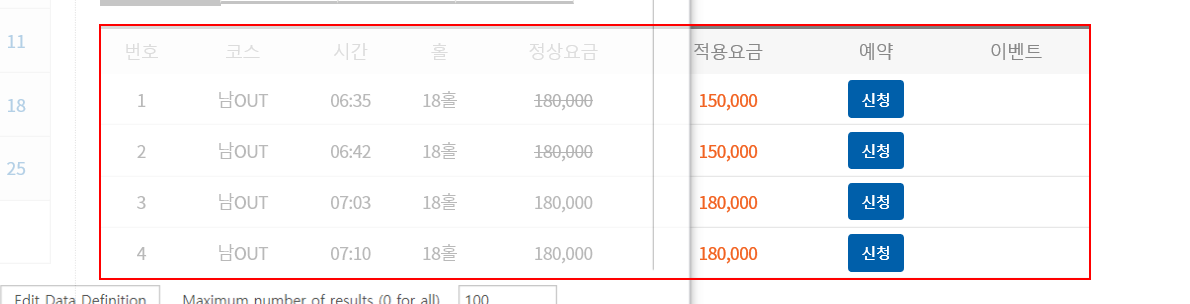 11
18
25
번호 코스 시간 홀 정상요금 적용요금 예약 이벤트
1 남OUT 06:35 18홀 180,000 150,000 신청
2 남OUT 06:42 18홀 180,000 150,000 신청
3 남OUT 07:03 18홀 180,000 180,000 신청
4 남OUT 07:10 18홀 180,000 180,000 신청
Edit Data Definition Maximum number of results (0 for all) 100